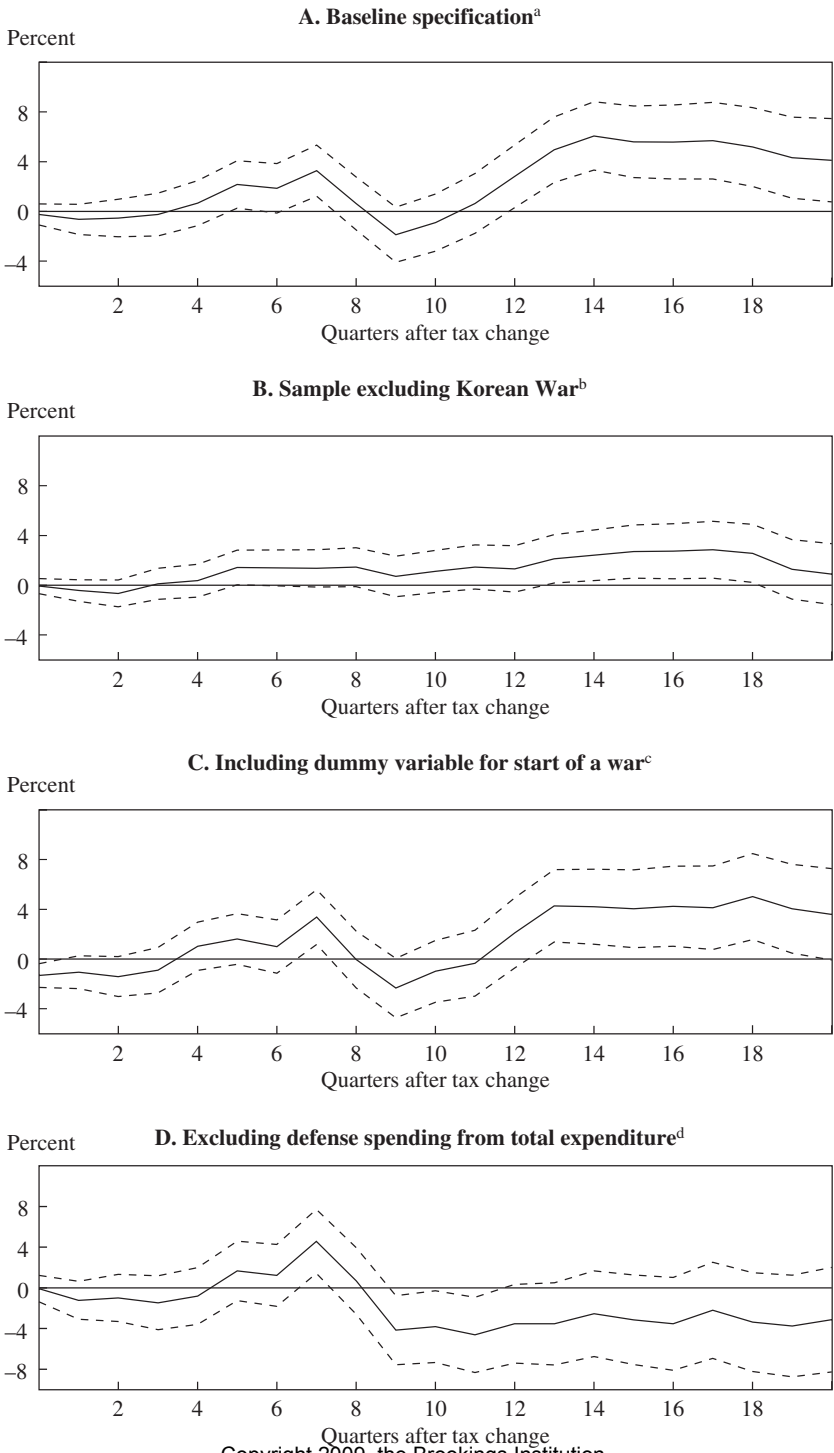 A. Baseline specificationᵃ
Percent
8
4
0
–4
2 4 6 8 10 12 14 16 18
Quarters after tax change
B. Sample excluding Korean Warᵇ
Percent
8
4
0
–4
2 4 6 8 10 12 14 16 18
Quarters after tax change
C. Including dummy variable for start of a warᶜ
Percent
8
4
0
–4
2 4 6 8 10 12 14 16 18
Quarters after tax change
D. Excluding defense spending from total expenditureᵈ
Percent
8
4
0
–4
–8
2 4 6 8 10 12 14 16 18
Quarters after tax change
Copyright 2009, the Brookings Institution